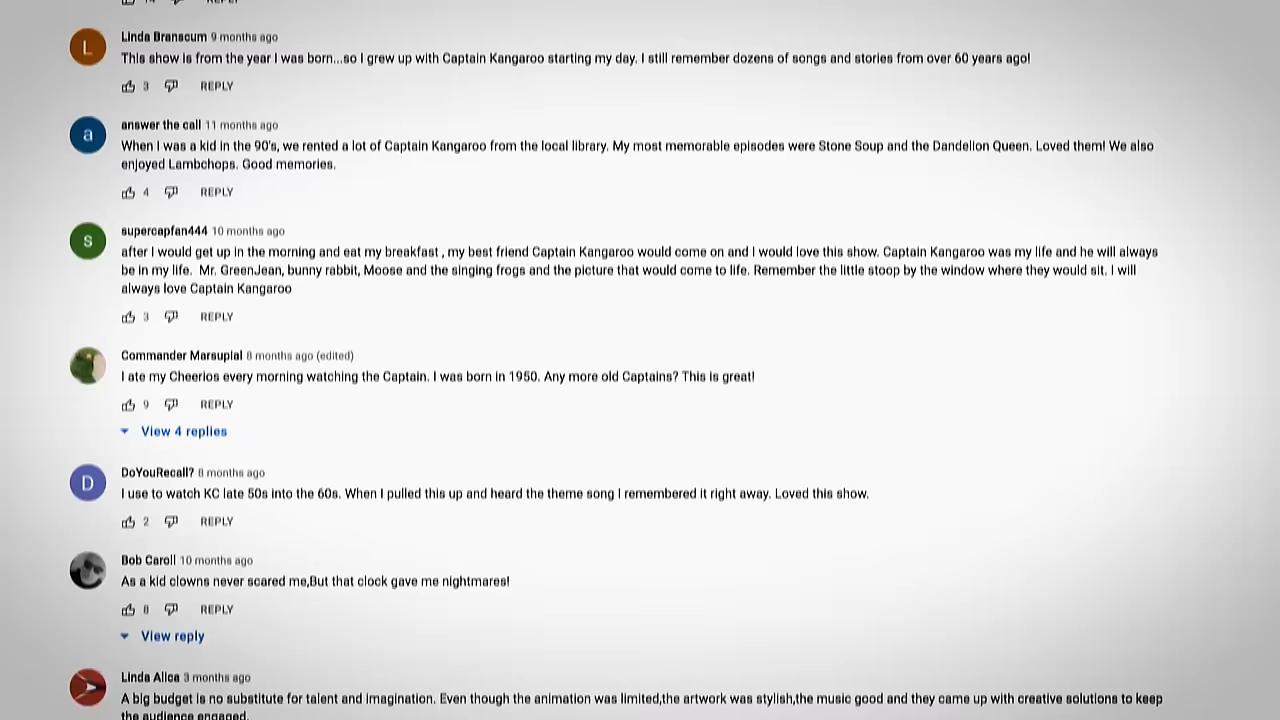 Linda Branscum 9 months ago
L
This show is from the year I was born...so I grew up with Captain Kangaroo starting my day. I still remember dozens of songs and stories from over 60 years ago!
3 REPLY
answer the call 11 months ago
a
When I was a kid in the 90's, we rented a lot of Captain Kangaroo from the local library. My most memorable episodes were Stone Soup and the Dandelion Queen. Loved them! We also
enjoyed Lambchops. Good memories.
4 REPLY
supercapfan444 10 months ago
s
after I would get up in the morning and eat my breakfast , my best friend Captain Kangaroo would come on and I would love this show. Captain Kangaroo was my life and he will always
be in my life. Mr. GreenJean, bunny rabbit, Moose and the singing frogs and the picture that would come to life. Remember the little stoop by the window where they would sit. I will
always love Captain Kangaroo
3 REPLY
Commander Marsupial 8 months ago (edited)
I ate my Cheerios every morning watching the Captain. I was born in 1950. Any more old Captains? This is great!
9 REPLY
View 4 replies
DoYouRecall? 8 months ago
D
I use to watch KC late 50s into the 60s. When I pulled this up and heard the theme song I remembered it right away. Loved this show.
2 REPLY
Bob Caroll 10 months ago
As a kid clowns never scared me,But that clock gave me nightmares!
8 REPLY
View reply
Linda Alica 3 months ago
A big budget is no substitute for talent and imagination. Even though the animation was limited,the artwork was stylish,the music good and they came up with creative solutions to keep
the audience engaged.